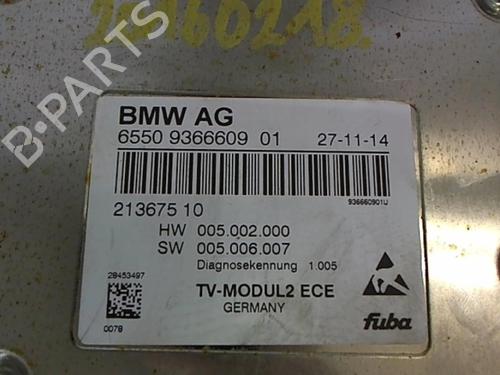 20160218.
B-PARTS
BMW AG
6550 9366609 01 27-11-14
936660901U
213675 10
HW 005.002.000
SW 005.006.007
Diagnosekennung 1.005
28453497
TV-MODUL2 ECE
GERMANY
0078
fuba